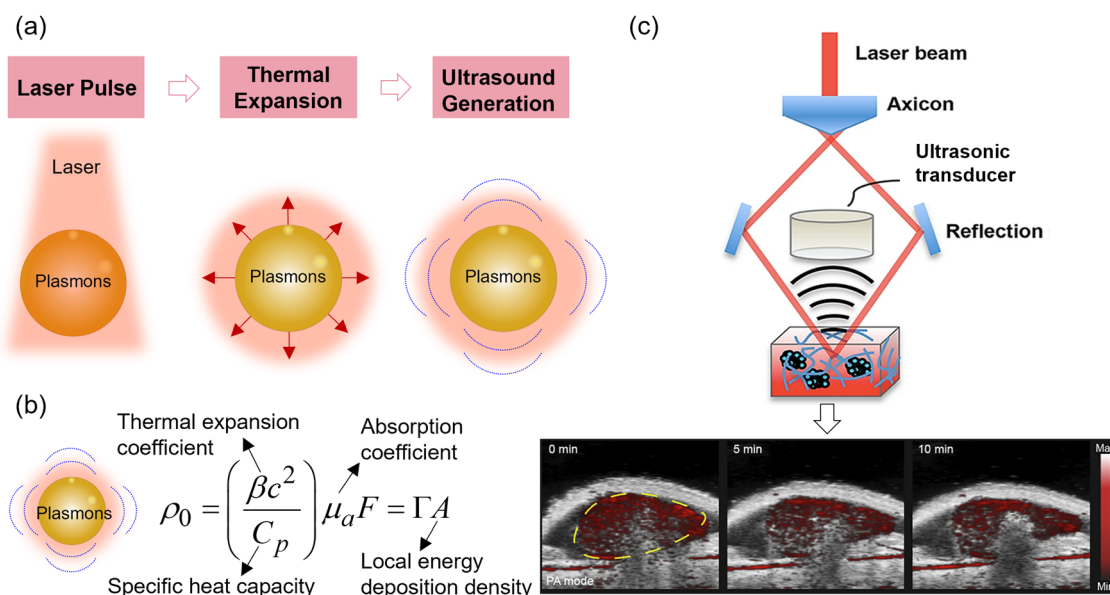 (a)
Laser Pulse
Thermal
Expansion
Ultrasound
Generation
Laser
Plasmons
Plasmons
Plasmons
(b)
Thermal expansion
coefficient
Absorption
coefficient
Plasmons
ρ₀ = (βc²/Cₚ) μₐF = ΓA
Specific heat capacity
Local energy
deposition density
(c)
Laser beam
Axicon
Ultrasonic
transducer
Reflection
0 min
5 min
10 min
PA mode
Ma
Min